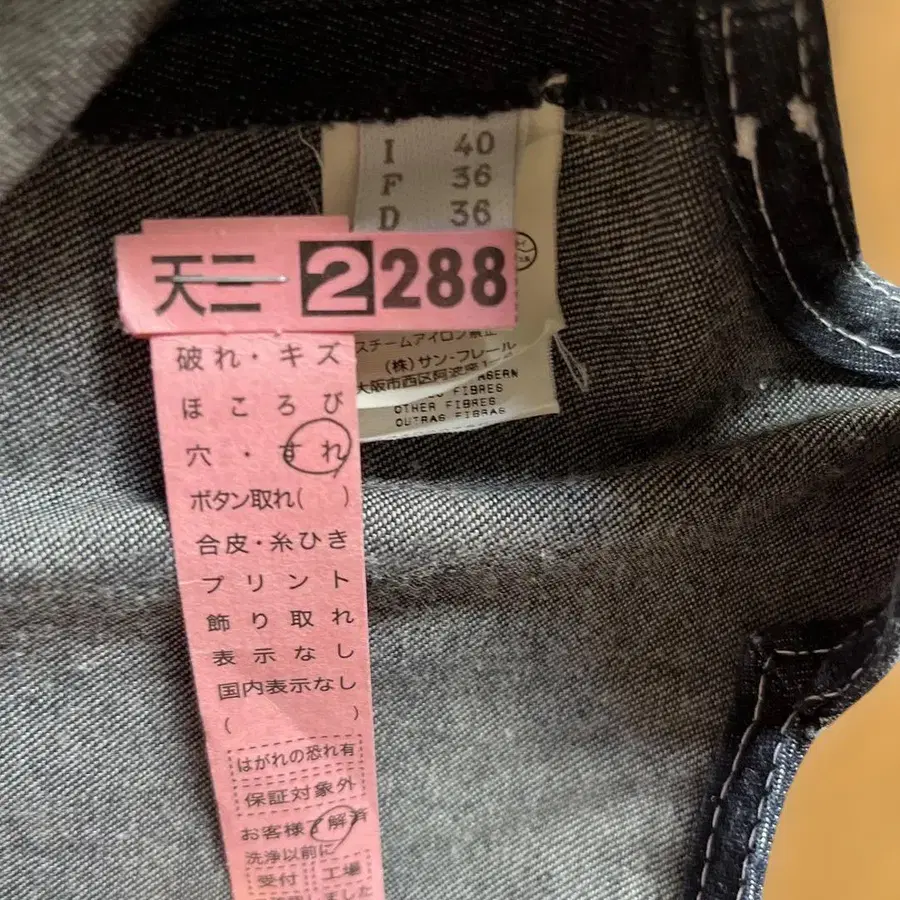 I 40
F 36
D 36
天二 2 288
スチームアイロン禁止
(株)サン・フレール
大阪市西区阿波座1
OTHER FIBRES
OUTRAS FIBRAS
破れ・キズ
ほころび
穴・すれ
ボタン取れ( )
合皮・糸ひき
プリント
飾り取れ
表示なし
国内表示なし
( )
はがれの恐れ有
保証対象外
お客様了解済
洗浄以前に
受付 工場
しました